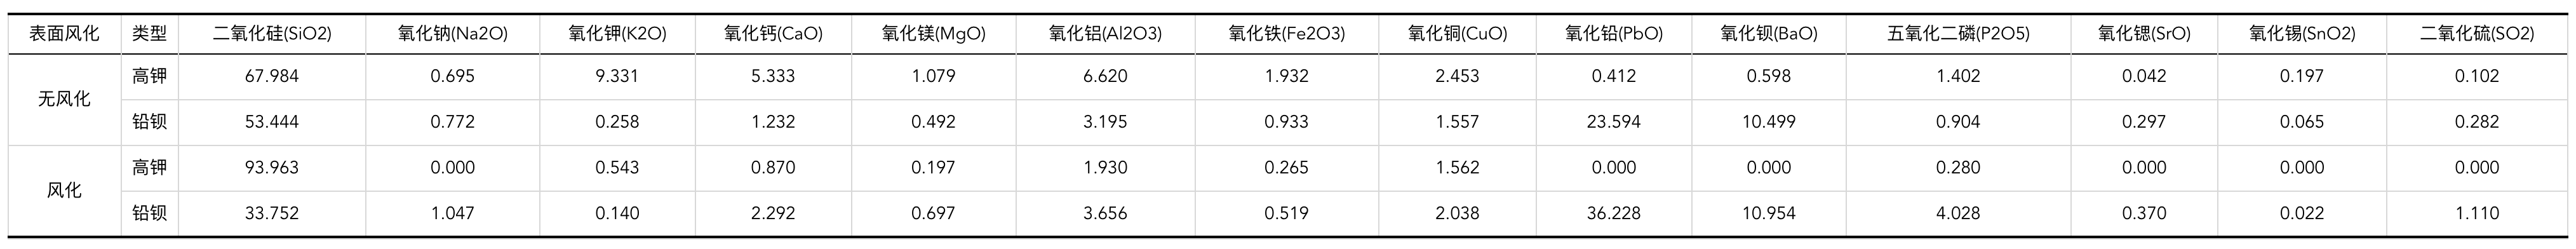 表面风化 类型 二氧化硅(SiO2) 氧化钠(Na2O) 氧化钾(K2O) 氧化钙(CaO) 氧化镁(MgO) 氧化铝(Al2O3) 氧化铁(Fe2O3) 氧化铜(CuO) 氧化铅(PbO) 氧化钡(BaO) 五氧化二磷(P2O5) 氧化锶(SrO) 氧化锡(SnO2) 二氧化硫(SO2)
无风化 高钾 67.984 0.695 9.331 5.333 1.079 6.620 1.932 2.453 0.412 0.598 1.402 0.042 0.197 0.102
铅钡 53.444 0.772 0.258 1.232 0.492 3.195 0.933 1.557 23.594 10.499 0.904 0.297 0.065 0.282
风化 高钾 93.963 0.000 0.543 0.870 0.197 1.930 0.265 1.562 0.000 0.000 0.280 0.000 0.000 0.000
铅钡 33.752 1.047 0.140 2.292 0.697 3.656 0.519 2.038 36.228 10.954 4.028 0.370 0.022 1.110